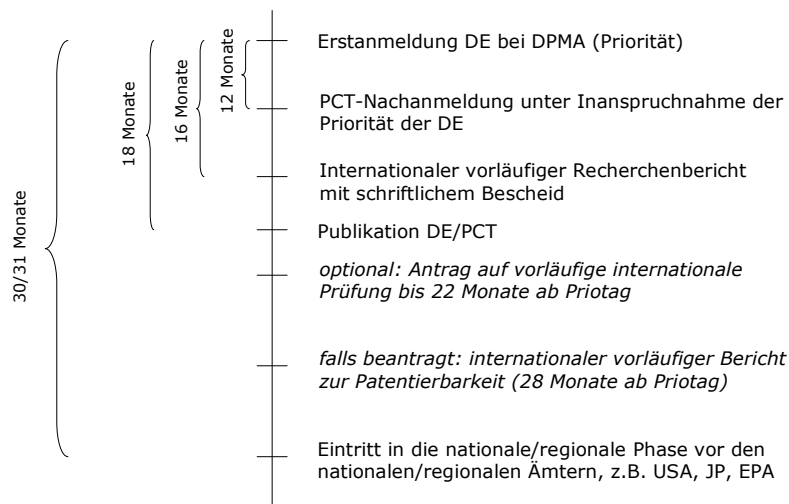 Erstanmeldung DE bei DPMA (Priorität)
12 Monate
PCT-Nachanmeldung unter Inanspruchnahme der
Priorität der DE
16 Monate
Internationaler vorläufiger Recherchenbericht
mit schriftlichem Bescheid
18 Monate
Publikation DE/PCT
optional: Antrag auf vorläufige internationale
Prüfung bis 22 Monate ab Priotag
30/31 Monate
falls beantragt: internationaler vorläufiger Bericht
zur Patentierbarkeit (28 Monate ab Priotag)
Eintritt in die nationale/regionale Phase vor den
nationalen/regionalen Ämtern, z.B. USA, JP, EPA